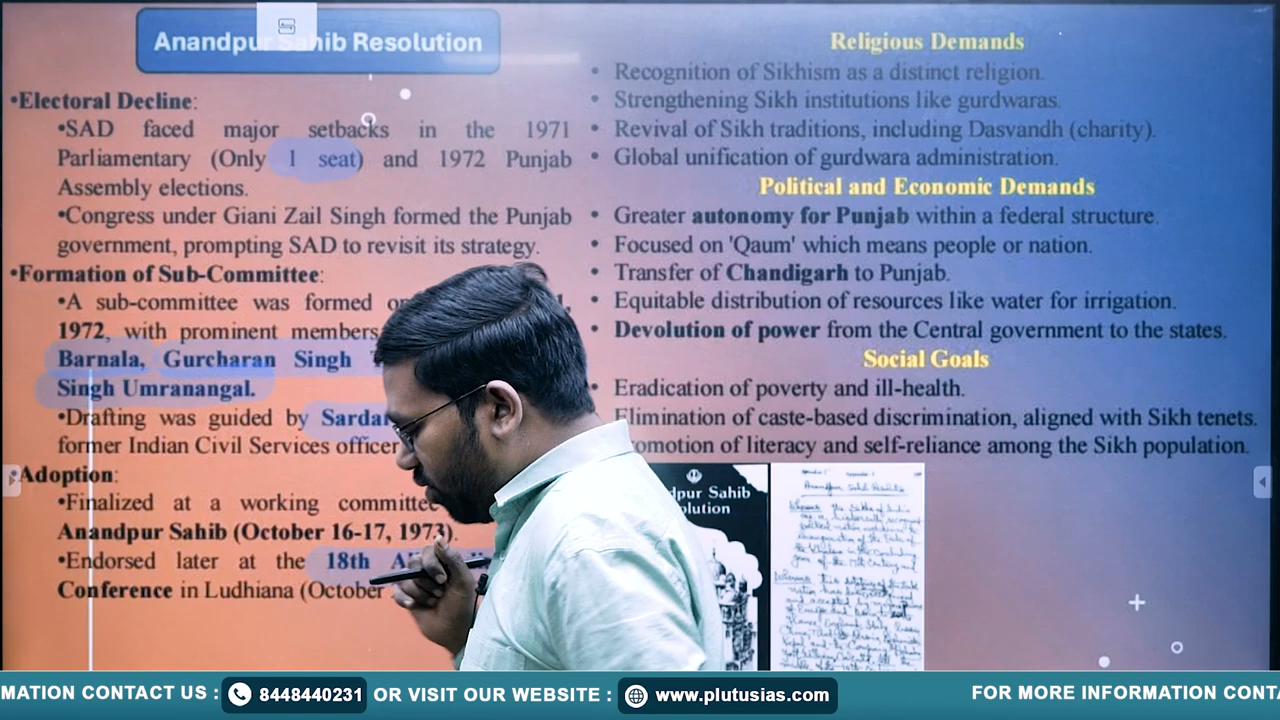 Anandpur Sahib Resolution
•Electoral Decline:
•SAD faced major setbacks in the 1971
Parliamentary (Only 1 seat) and 1972 Punjab
Assembly elections.
•Congress under Giani Zail Singh formed the Punjab
government, prompting SAD to revisit its strategy.
•Formation of Sub-Committee:
•A sub-committee was formed
1972, with prominent members
Barnala, Gurcharan Singh
Singh Umranangal.
•Drafting was guided by Sardar
former Indian Civil Services officer
•Adoption:
•Finalized at a working committee
Anandpur Sahib (October 16-17, 1973).
•Endorsed later at the 18th
Conference in Ludhiana (October
Religious Demands
• Recognition of Sikhism as a distinct religion.
• Strengthening Sikh institutions like gurdwaras.
• Revival of Sikh traditions, including Dasvandh (charity).
• Global unification of gurdwara administration.
Political and Economic Demands
• Greater autonomy for Punjab within a federal structure.
• Focused on 'Qaum' which means people or nation.
• Transfer of Chandigarh to Punjab.
• Equitable distribution of resources like water for irrigation.
• Devolution of power from the Central government to the states.
Social Goals
• Eradication of poverty and ill-health.
Elimination of caste-based discrimination, aligned with Sikh tenets.
omotion of literacy and self-reliance among the Sikh population.
dpur Sahib
olution
Anandpur Sahib Resolution
MATION CONTACT US : 8448440231 OR VISIT OUR WEBSITE : www.plutusias.com FOR MORE INFORMATION CONTA